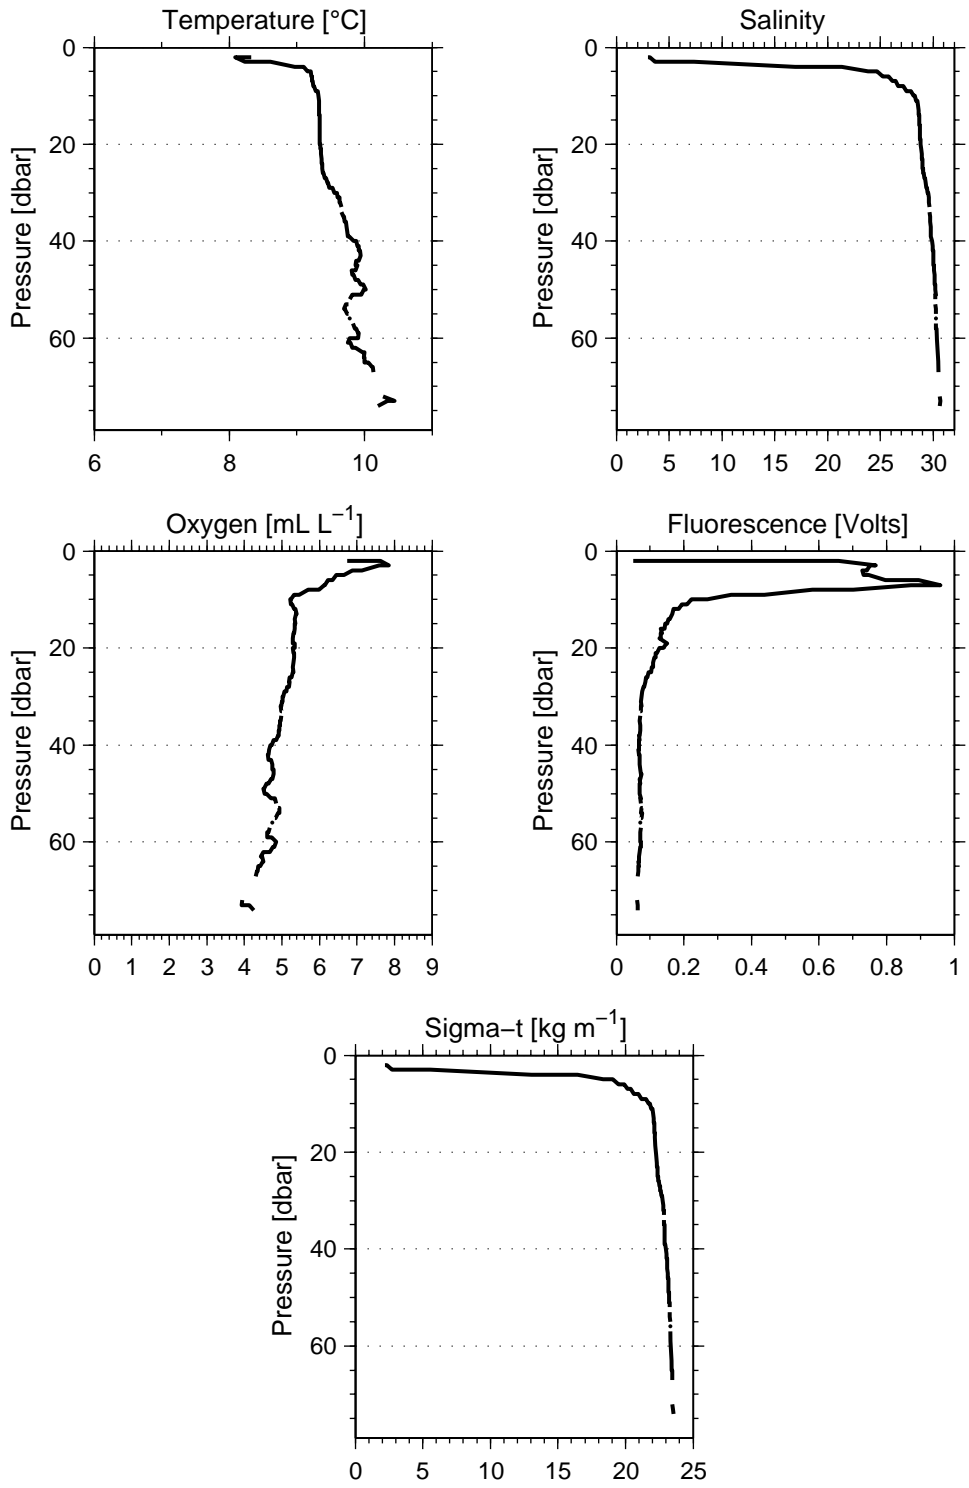 Temperature [°C]
0
20
40
60
Pressure [dbar]
6 8 10
Salinity
0
20
40
60
Pressure [dbar]
0 5 10 15 20 25 30
Oxygen [mL L−1]
0
20
40
60
Pressure [dbar]
0 1 2 3 4 5 6 7 8 9
Fluorescence [Volts]
0
20
40
60
Pressure [dbar]
0 0.2 0.4 0.6 0.8 1
Sigma−t [kg m−1]
0
20
40
60
Pressure [dbar]
0 5 10 15 20 25